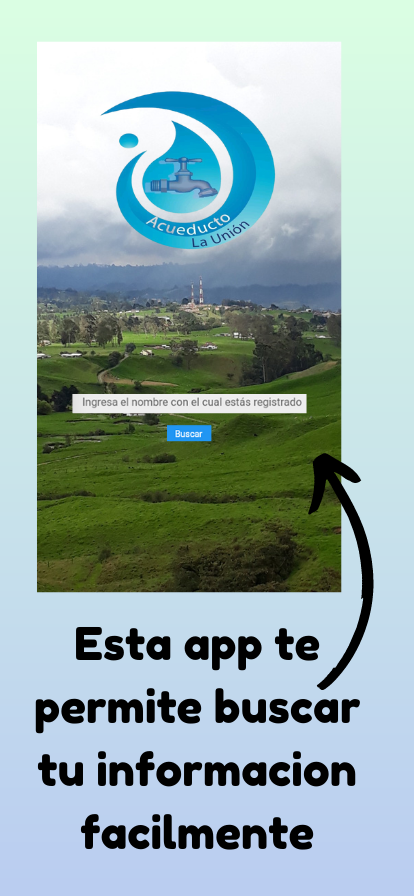 Acueducto
La Unión
Ingresa el nombre con el cual estás registrado
Buscar
Esta app te
permite buscar
tu informacion
facilmente